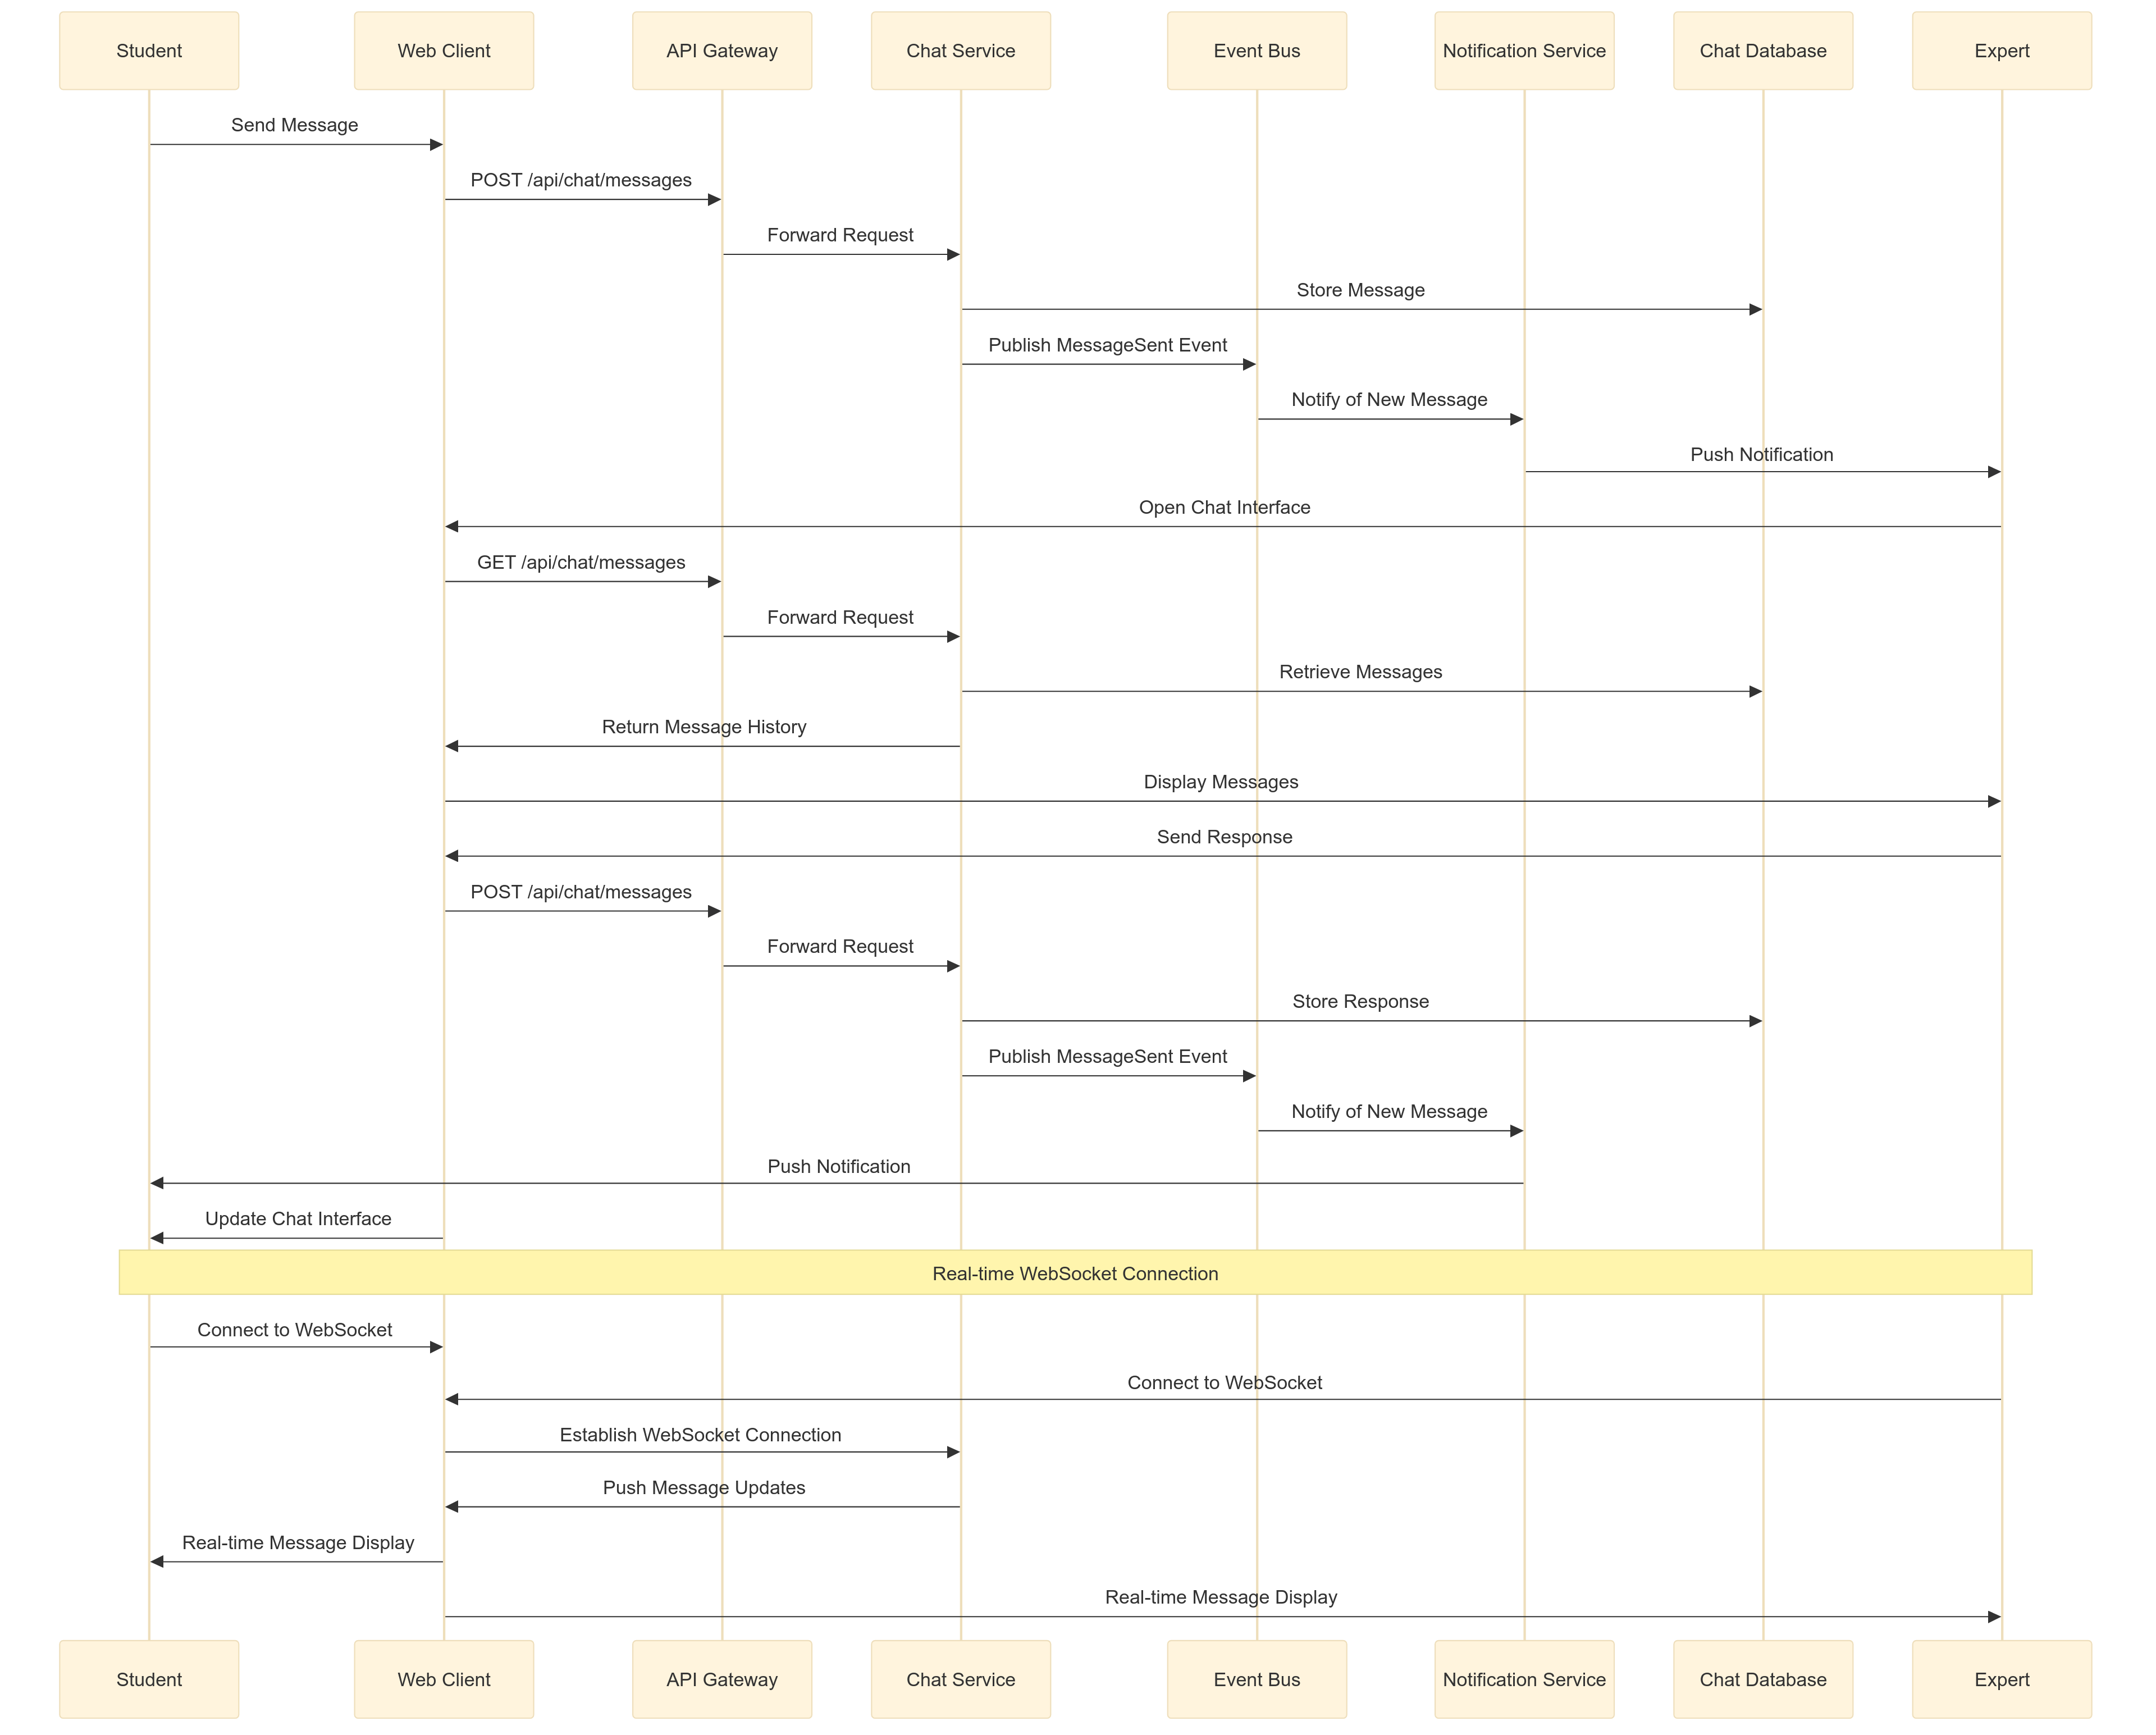 Student
Web Client
API Gateway
Chat Service
Event Bus
Notification Service
Chat Database
Expert
Send Message
POST /api/chat/messages
Forward Request
Store Message
Publish MessageSent Event
Notify of New Message
Push Notification
Open Chat Interface
GET /api/chat/messages
Forward Request
Retrieve Messages
Return Message History
Display Messages
Send Response
POST /api/chat/messages
Forward Request
Store Response
Publish MessageSent Event
Notify of New Message
Push Notification
Update Chat Interface
Real-time WebSocket Connection
Connect to WebSocket
Connect to WebSocket
Establish WebSocket Connection
Push Message Updates
Real-time Message Display
Real-time Message Display
Student
Web Client
API Gateway
Chat Service
Event Bus
Notification Service
Chat Database
Expert